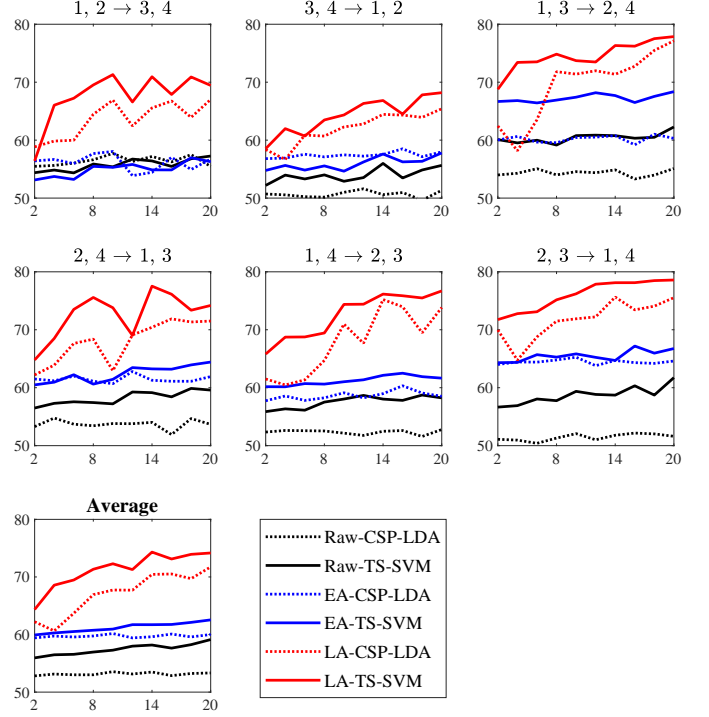 1, 2 → 3, 4
3, 4 → 1, 2
1, 3 → 2, 4
80
70
60
50
2 8 14 20
80
70
60
50
2 8 14 20
80
70
60
50
2 8 14 20
2, 4 → 1, 3
1, 4 → 2, 3
2, 3 → 1, 4
80
70
60
50
2 8 14 20
80
70
60
50
2 8 14 20
80
70
60
50
2 8 14 20
Average
80
70
60
50
2 8 14 20
Raw-CSP-LDA
Raw-TS-SVM
EA-CSP-LDA
EA-TS-SVM
LA-CSP-LDA
LA-TS-SVM